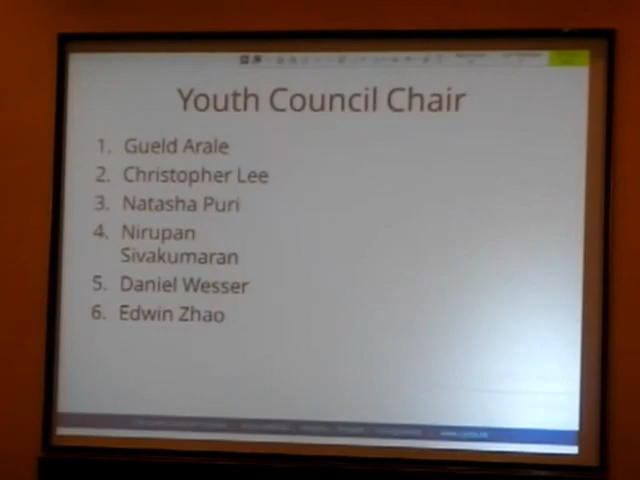 Youth Council Chair
1. Gueld Arale
2. Christopher Lee
3. Natasha Puri
4. Nirupan
Sivakumaran
5. Daniel Wesser
6. Edwin Zhao